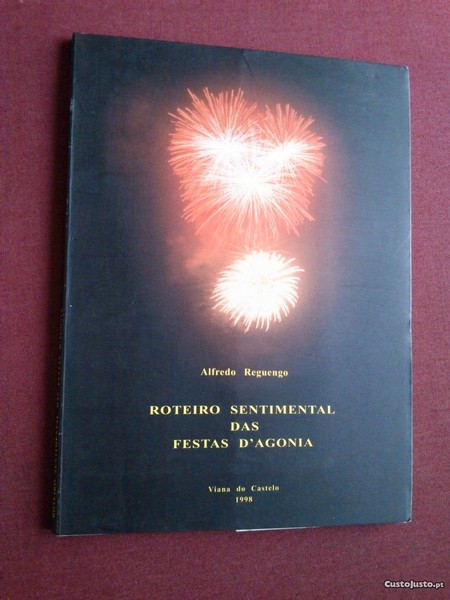 Alfredo Reguengo
ROTEIRO SENTIMENTAL
DAS
FESTAS D'AGONIA
Viana do Castelo
1998
CustoJusto.pt